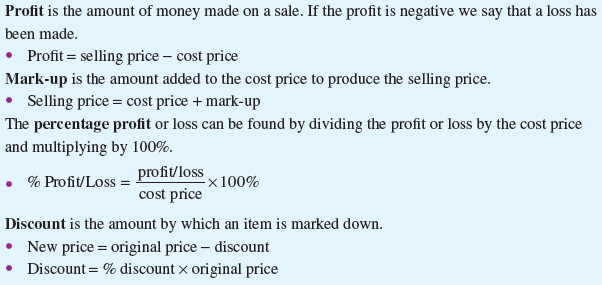 Profit is the amount of money made on a sale. If the profit is negative we say that a loss has
been made.
• Profit = selling price − cost price
Mark-up is the amount added to the cost price to produce the selling price.
• Selling price = cost price + mark-up
The percentage profit or loss can be found by dividing the profit or loss by the cost price
and multiplying by 100%.
• % Profit/Loss = profit/loss / cost price × 100%
Discount is the amount by which an item is marked down.
• New price = original price − discount
• Discount = % discount × original price